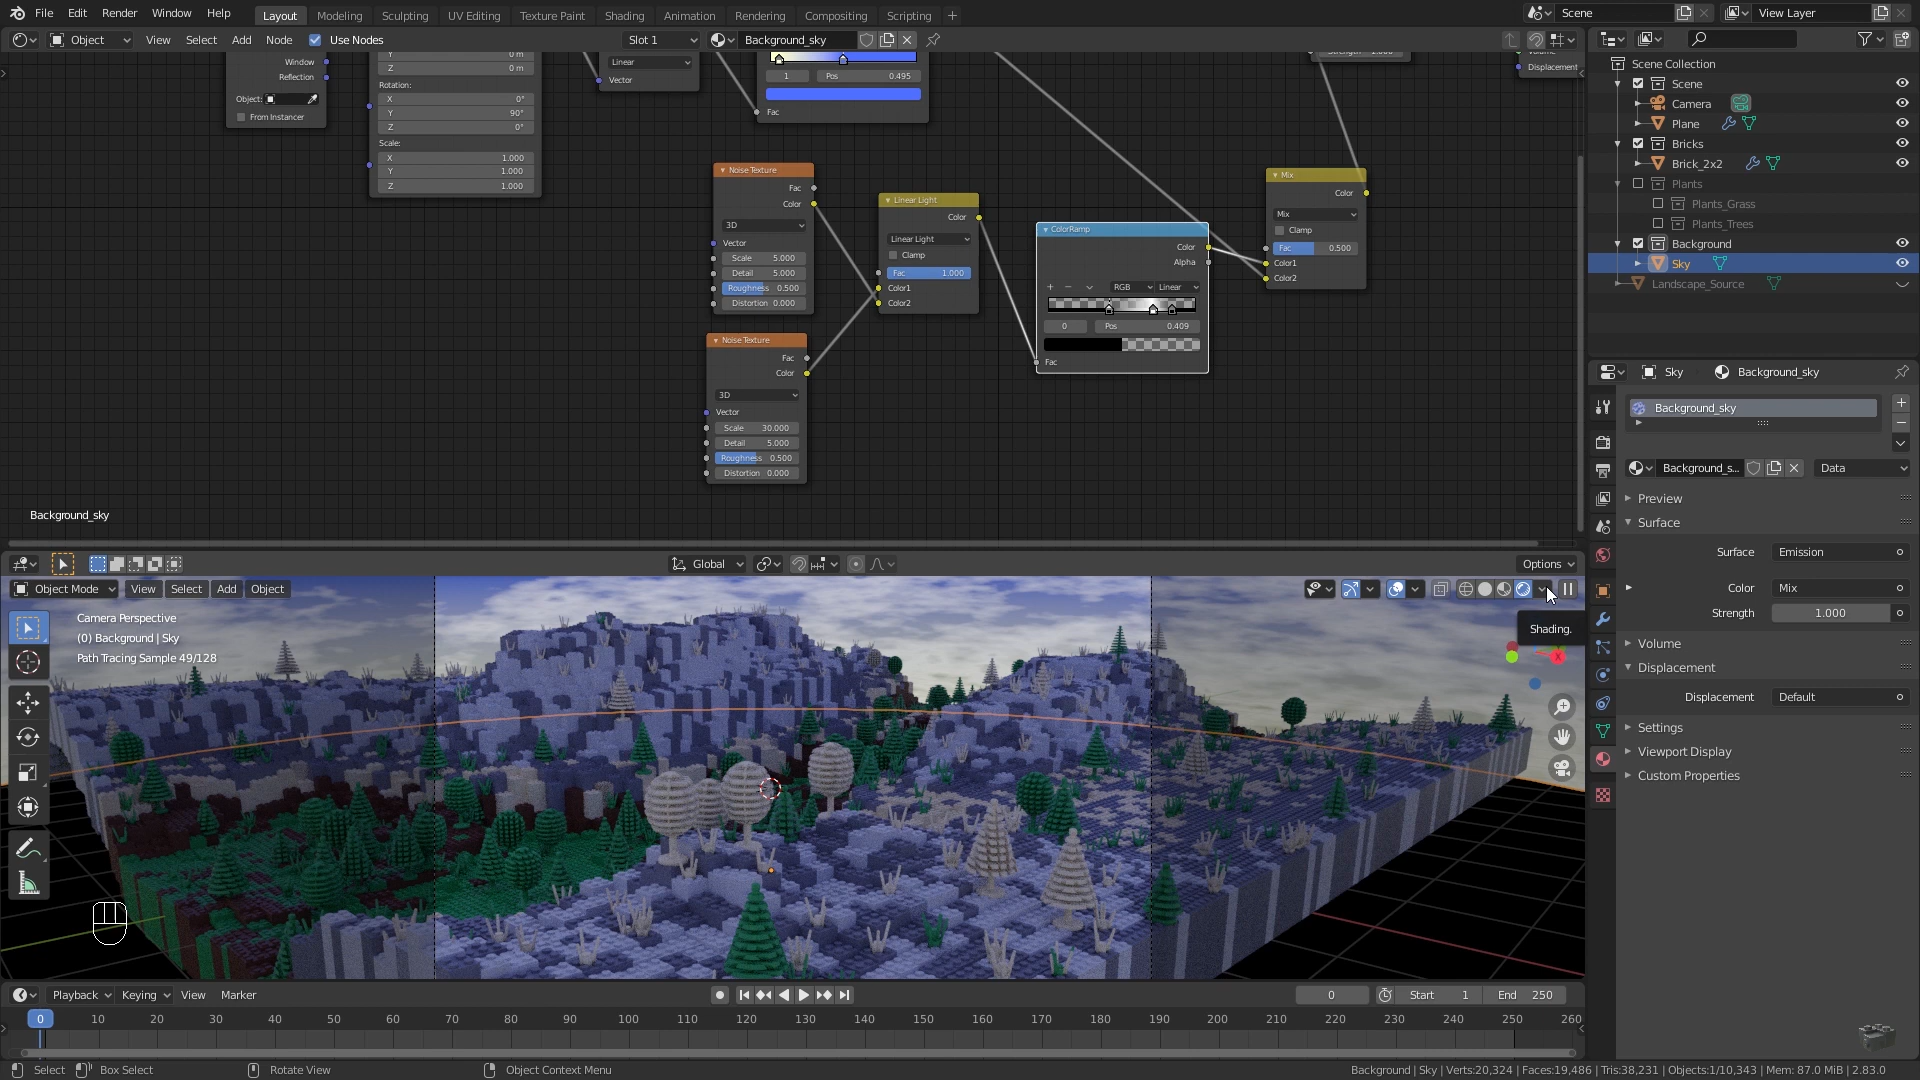 File Edit Render Window Help Layout Modeling Sculpting UV Editing Texture Paint Shading Animation Rendering Compositing Scripting + Scene View Layer
Object View Select Add Node Use Nodes Slot 1 Background_sky
Window
Reflection
Object:
From Instancer
Y 0 m
Z 0 m
Rotation:
X 0°
Y 90°
Z 0°
Scale:
X 1.000
Y 1.000
Z 1.000
Linear
Vector
1 Pos 0.495
Fac
Noise Texture
Fac
Color
3D
Vector
Scale 5.000
Detail 5.000
Roughness 0.500
Distortion 0.000
Noise Texture
Fac
Color
3D
Vector
Scale 30.000
Detail 5.000
Roughness 0.500
Distortion 0.000
Linear Light
Color
Linear Light
Clamp
Fac 1.000
Color1
Color2
ColorRamp
Color
Alpha
+ − RGB Linear
0 Pos 0.409
Fac
Mix
Color
Mix
Clamp
Fac 0.500
Color1
Color2
Displacement
Background_sky
Scene Collection
Scene
Camera
Plane
Bricks
Brick_2x2
Plants
Plants_Grass
Plants_Trees
Background
Sky
Landscape_Source
Sky Background_sky
Background_sky
Background_s... Data
Preview
Surface
Surface Emission
Color Mix
Strength 1.000
Volume
Displacement
Displacement Default
Settings
Viewport Display
Custom Properties
Global Options
Object Mode View Select Add Object
Camera Perspective
(0) Background | Sky
Path Tracing Sample 49/128
Shading.
X
Playback Keying View Marker 0 Start 1 End 250
0 10 20 30 40 50 60 70 80 90 100 110 120 130 140 150 160 170 180 190 200 210 220 230 240 250 260
Select Box Select Rotate View Object Context Menu Background | Sky | Verts:20,324 | Faces:19,486 | Tris:38,231 | Objects:1/10,343 | Mem: 87.0 MiB | 2.83.0